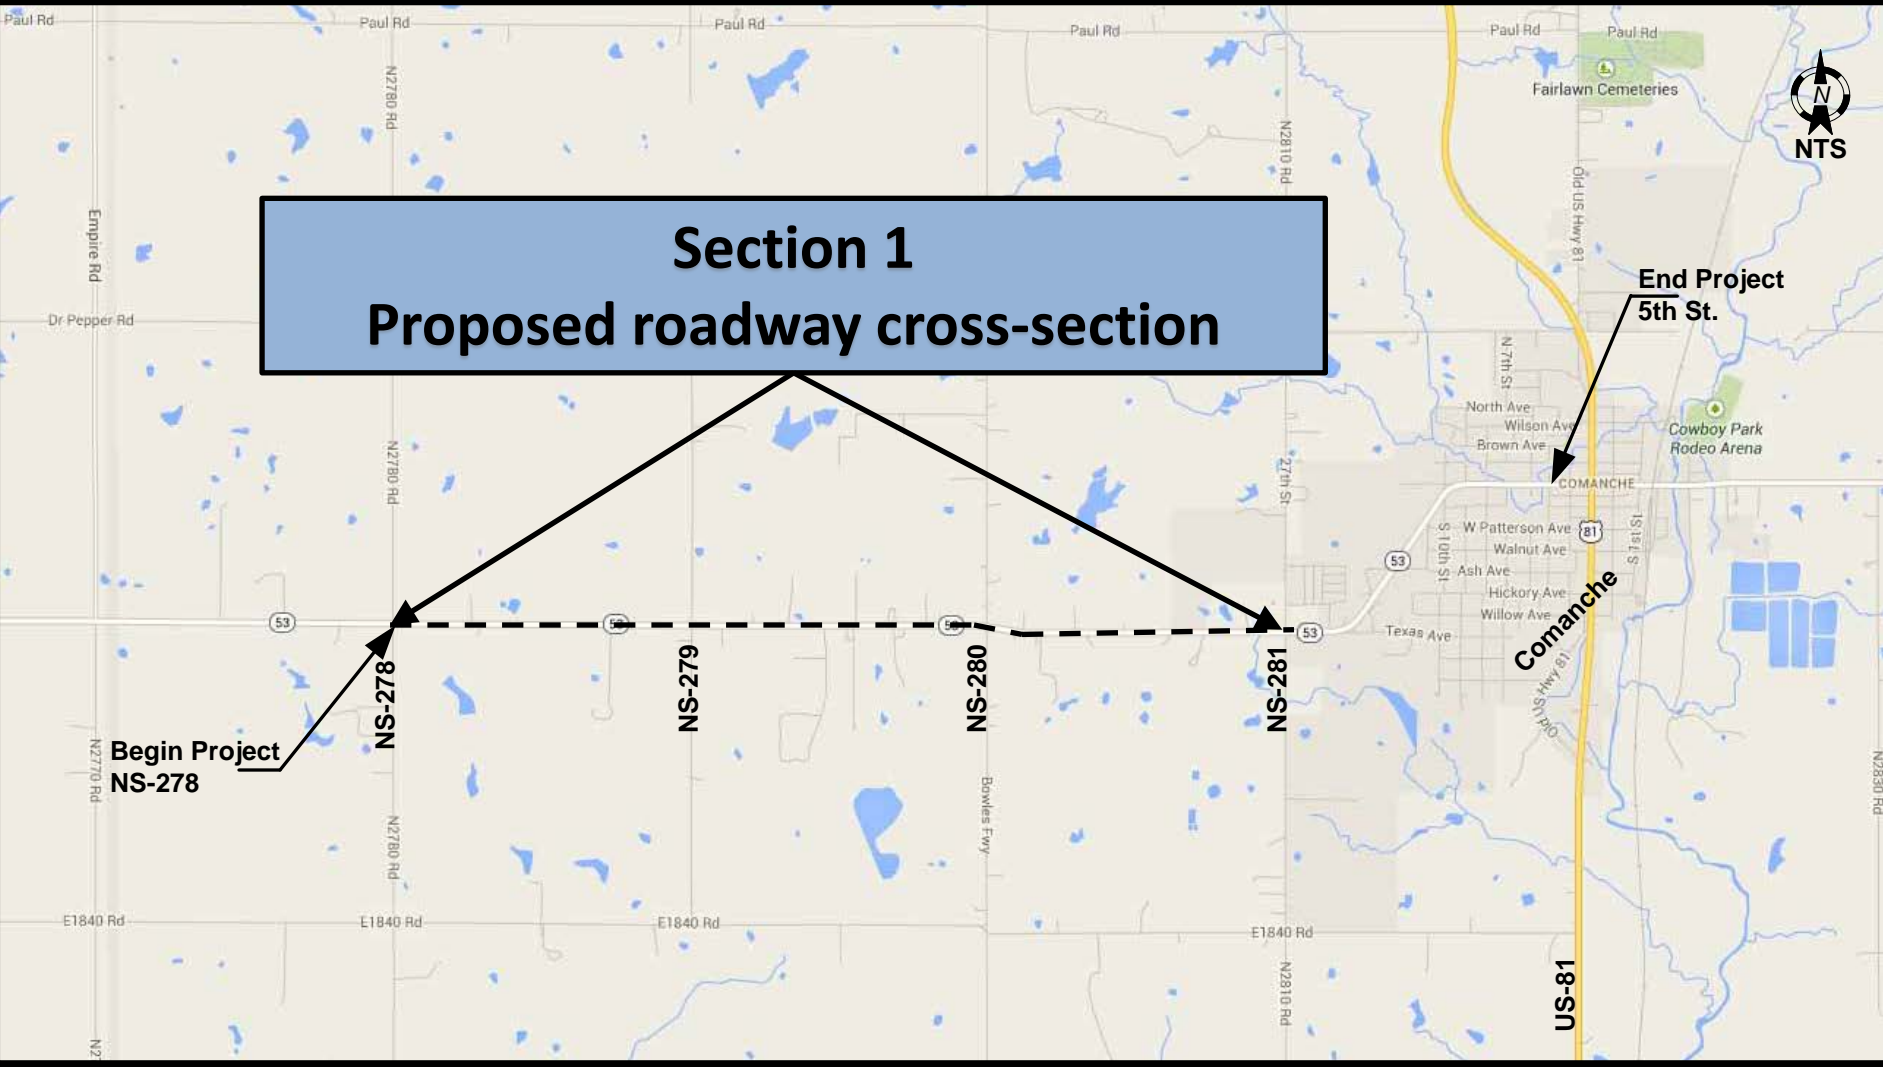 Paul Rd
Paul Rd
Paul Rd
Paul Rd
Paul Rd
Paul Rd
N2780 Rd
N2810 Rd
Fairlawn Cemeteries
N
NTS
Old US Hwy 81
Empire Rd
Section 1
Proposed roadway cross-section
Dr Pepper Rd
End Project
5th St.
N 7th St
North Ave
Wilson Ave
Brown Ave
Cowboy Park
Rodeo Arena
N2780 Rd
27th St
COMANCHE
W Patterson Ave
81
S 1st St
Walnut Ave
S 10th St
53
Ash Ave
Hickory Ave
Willow Ave
Comanche
53
53
53
53
Texas Ave
NS-278
NS-279
NS-280
NS-281
Old US Hwy 81
Begin Project
NS-278
N2770 Rd
N2780 Rd
Bowles Fwy
N2830 Rd
E1840 Rd
E1840 Rd
E1840 Rd
E1840 Rd
N2810 Rd
US-81
N2